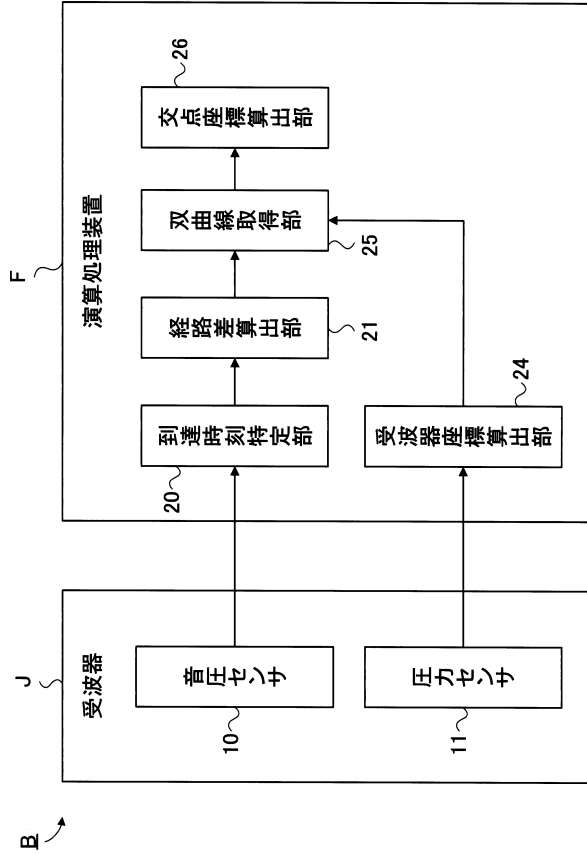 B
J
受波器
音圧センサ
10
圧力センサ
11
F
演算処理装置
到達時刻特定部
20
経路差算出部
21
双曲線取得部
25
交点座標算出部
26
受波器座標算出部
24